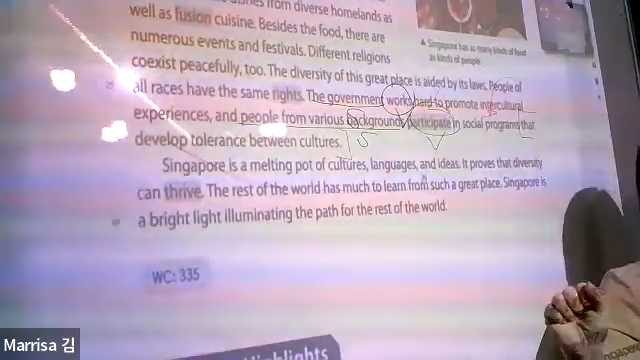 from diverse homelands as
well as fusion cuisine. Besides the food, there are
numerous events and festivals. Different religions
coexist peacefully, too. The diversity of this great place is aided by its laws. People of
all races have the same rights. The government works hard to promote intercultural
experiences, and people from various backgrounds participate in social programs that
develop tolerance between cultures.
S
V
Singapore is a melting pot of cultures, languages, and ideas. It proves that diversity
can thrive. The rest of the world has much to learn from such a great place. Singapore is
a bright light illuminating the path for the rest of the world.
WC: 335
▲ Singapore has as many kinds of food
as kinds of people.
Highlights
Marrisa 김